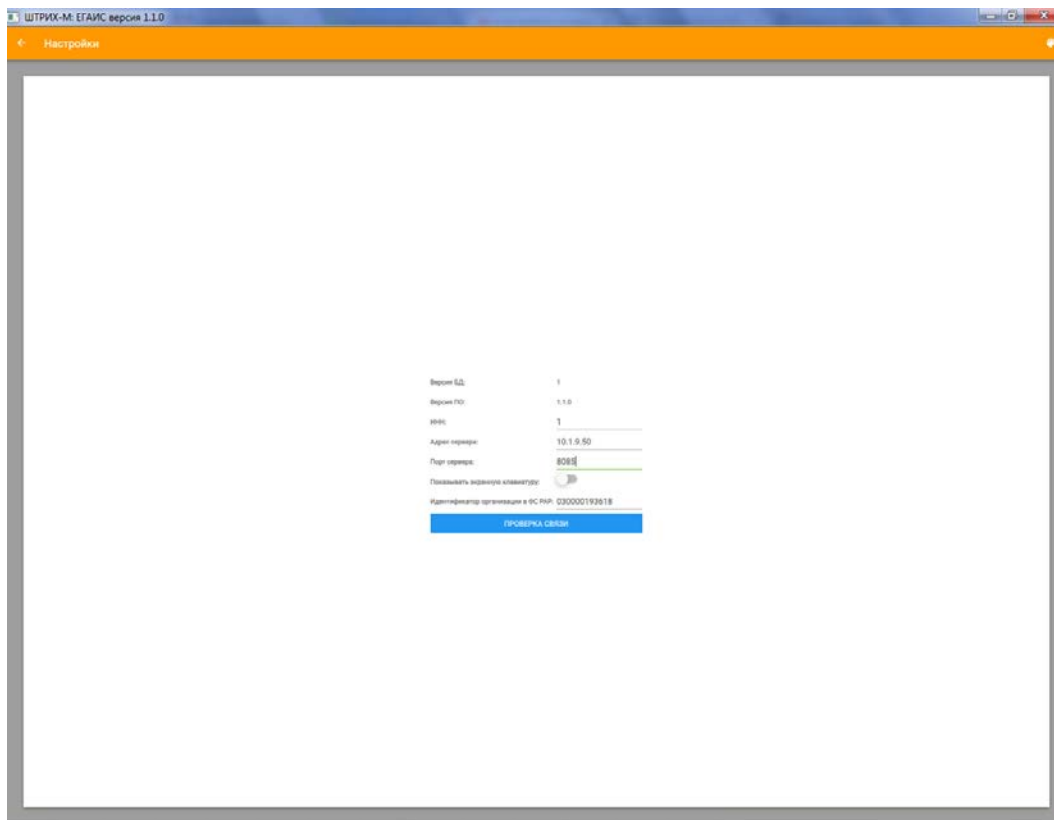 ШТРИХ-М: ЕГАИС версия 1.1.0
Настройки
Версия БД: 1
Версия ПО: 1.1.0
ИНН: 1
Адрес сервера: 10.1.9.50
Порт сервера: 8085
Показывать экранную клавиатуру:
Идентификатор организации в ФС РАР: 030000193618
ПРОВЕРКА СВЯЗИ